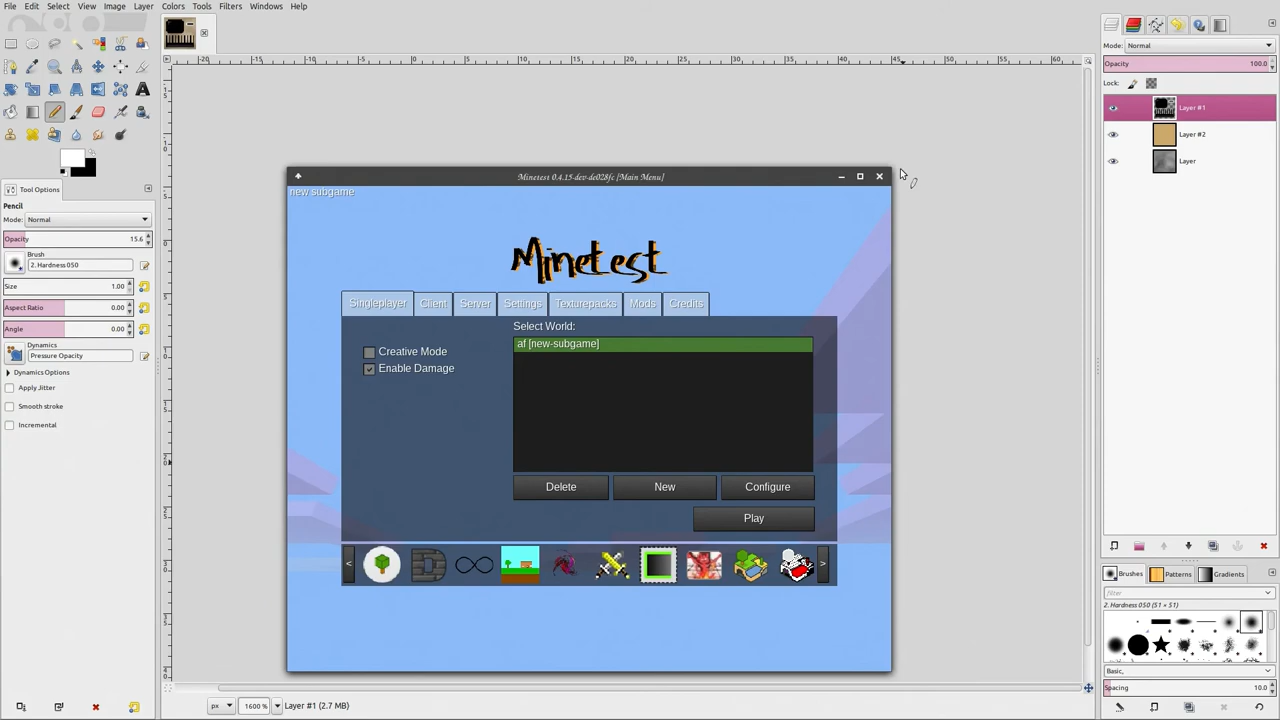 File Edit Select View Image Layer Colors Tools Filters Windows Help
Mode: Normal
Opacity 100.0
Lock:
Layer #1
Layer #2
Layer
Tool Options
Pencil
Mode: Normal
Opacity 15.6
Brush
2. Hardness 050
Size 1.00
Aspect Ratio 0.00
Angle 0.00
Dynamics
Pressure Opacity
Dynamics Options
Apply Jitter
Smooth stroke
Incremental
Minetest 0.4.15-dev-de028fc [Main Menu]
new subgame
Minetest
Singleplayer Client Server Settings Texturepacks Mods Credits
Select World:
Creative Mode
Enable Damage
af [new-subgame]
Delete New Configure
Play
< >
Brushes Patterns Gradients
filter
2. Hardness 050 (51 × 51)
Basic,
Spacing 10.0
px 1600 % Layer #1 (2.7 MB)